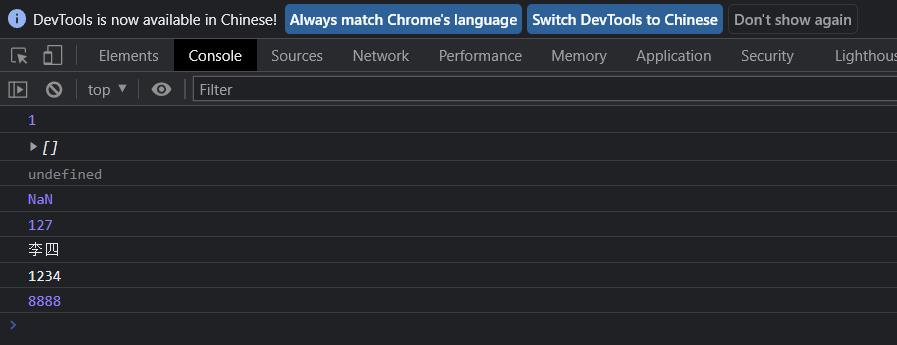 DevTools is now available in Chinese! Always match Chrome's language Switch DevTools to Chinese Don't show again
Elements Console Sources Network Performance Memory Application Security Lighthous
top Filter
1
[]
undefined
NaN
127
李四
1234
8888